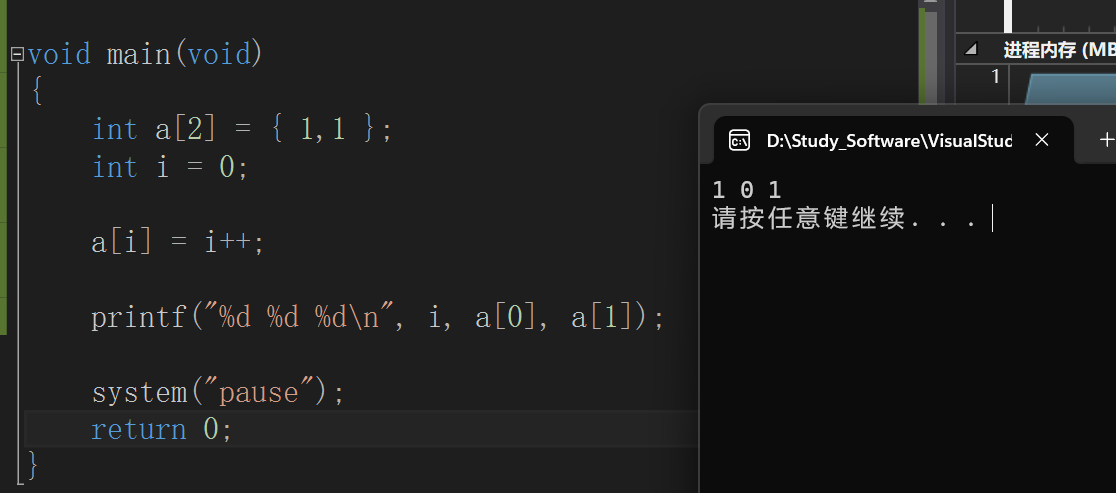 void main(void)
{
int a[2] = { 1,1 };
int i = 0;
a[i] = i++;
printf("%d %d %d\n", i, a[0], a[1]);
system("pause");
return 0;
}
进程内存 (MB
1
D:\Study_Software\VisualStud
1 0 1
请按任意键继续. . .